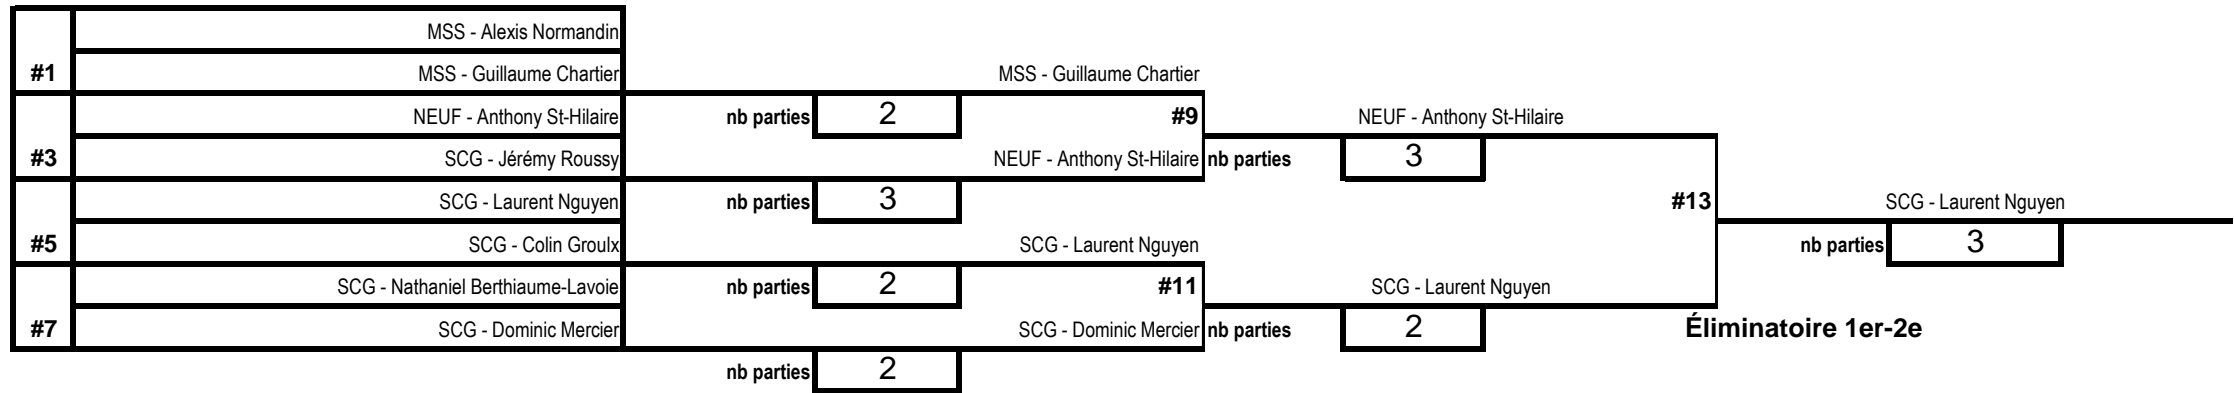 MSS - Alexis Normandin
#1 MSS - Guillaume Chartier MSS - Guillaume Chartier
NEUF - Anthony St-Hilaire nb parties 2 #9 NEUF - Anthony St-Hilaire
#3 SCG - Jérémy Roussy NEUF - Anthony St-Hilaire nb parties 3
SCG - Laurent Nguyen nb parties 3 #13 SCG - Laurent Nguyen
#5 SCG - Colin Groulx SCG - Laurent Nguyen nb parties 3
SCG - Nathaniel Berthiaume-Lavoie nb parties 2 #11 SCG - Laurent Nguyen
#7 SCG - Dominic Mercier SCG - Dominic Mercier nb parties 2 Éliminatoire 1er-2e
nb parties 2